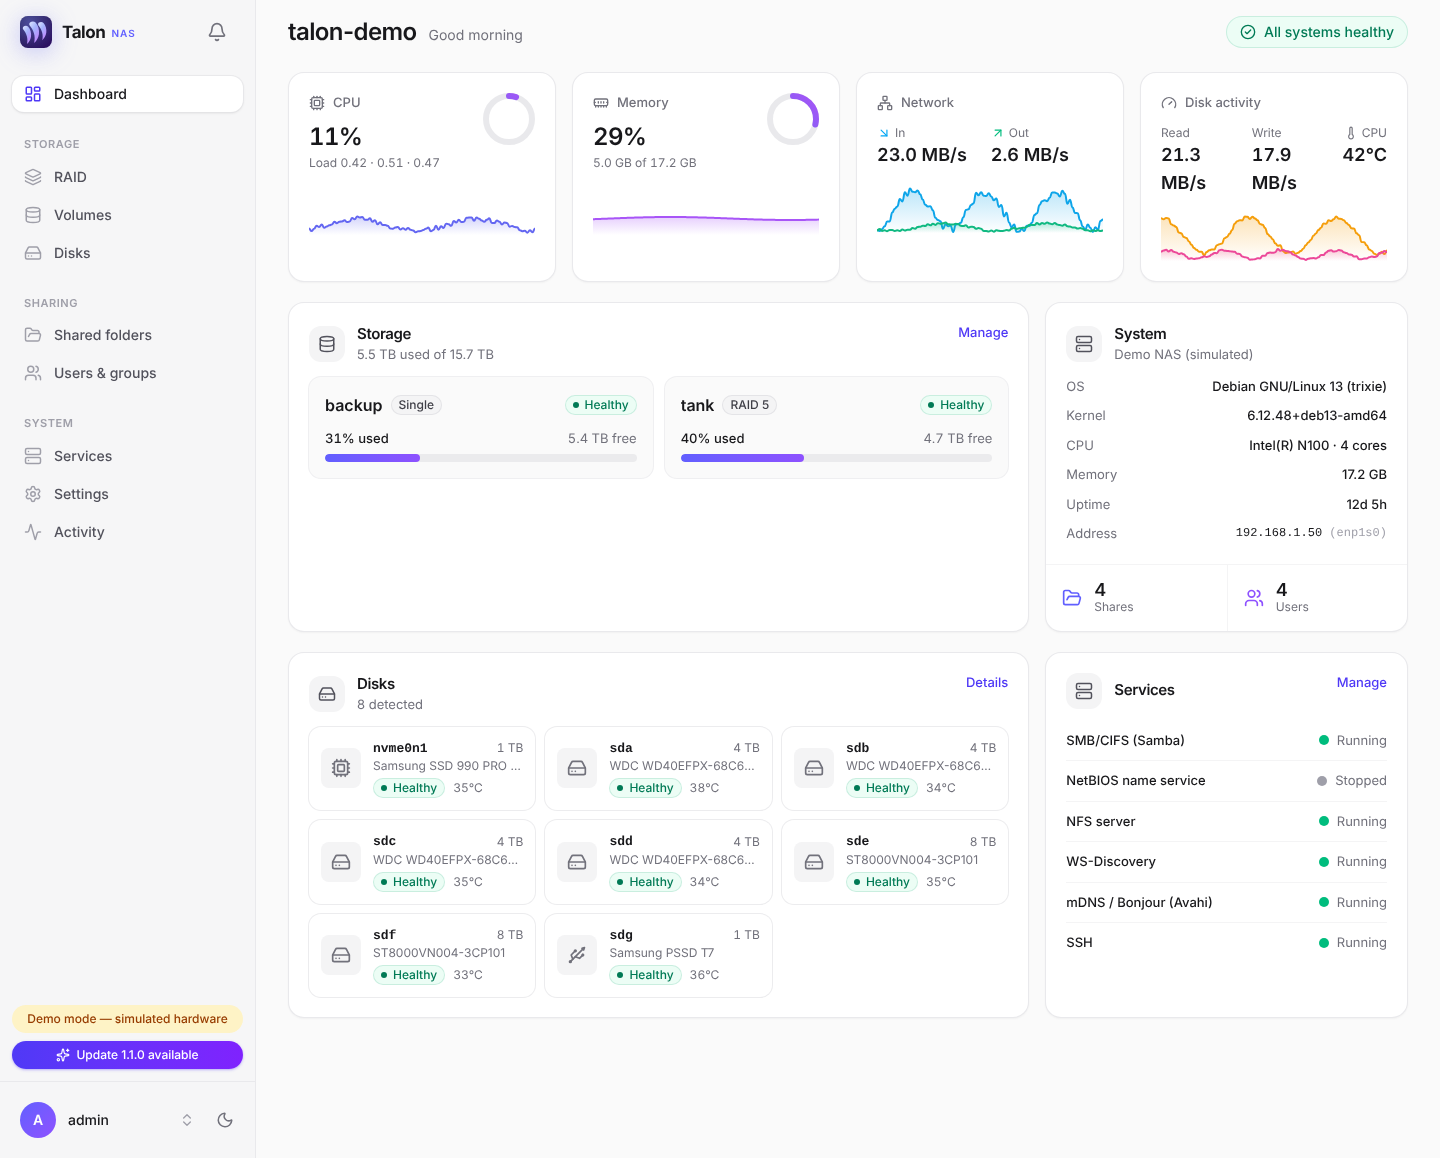 Talon NAS
Dashboard
STORAGE
RAID
Volumes
Disks
SHARING
Shared folders
Users & groups
SYSTEM
Services
Settings
Activity
Demo mode — simulated hardware
Update 1.1.0 available
A admin
talon-demo Good morning
All systems healthy
CPU
11%
Load 0.42 · 0.51 · 0.47
Memory
29%
5.0 GB of 17.2 GB
Network
In Out
23.0 MB/s 2.6 MB/s
Disk activity
Read Write CPU
21.3 MB/s 17.9 MB/s 42°C
Storage
5.5 TB used of 15.7 TB
Manage
backup Single Healthy
31% used 5.4 TB free
tank RAID 5 Healthy
40% used 4.7 TB free
System
Demo NAS (simulated)
OS Debian GNU/Linux 13 (trixie)
Kernel 6.12.48+deb13-amd64
CPU Intel(R) N100 · 4 cores
Memory 17.2 GB
Uptime 12d 5h
Address 192.168.1.50 (enp1s0)
4
Shares
4
Users
Disks
8 detected
Details
nvme0n1 1 TB
Samsung SSD 990 PRO ...
Healthy 35°C
sda 4 TB
WDC WD40EFPX-68C6...
Healthy 38°C
sdb 4 TB
WDC WD40EFPX-68C6...
Healthy 34°C
sdc 4 TB
WDC WD40EFPX-68C6...
Healthy 35°C
sdd 4 TB
WDC WD40EFPX-68C6...
Healthy 34°C
sde 8 TB
ST8000VN004-3CP101
Healthy 35°C
sdf 8 TB
ST8000VN004-3CP101
Healthy 33°C
sdg 1 TB
Samsung PSSD T7
Healthy 36°C
Services
Manage
SMB/CIFS (Samba) Running
NetBIOS name service Stopped
NFS server Running
WS-Discovery Running
mDNS / Bonjour (Avahi) Running
SSH Running